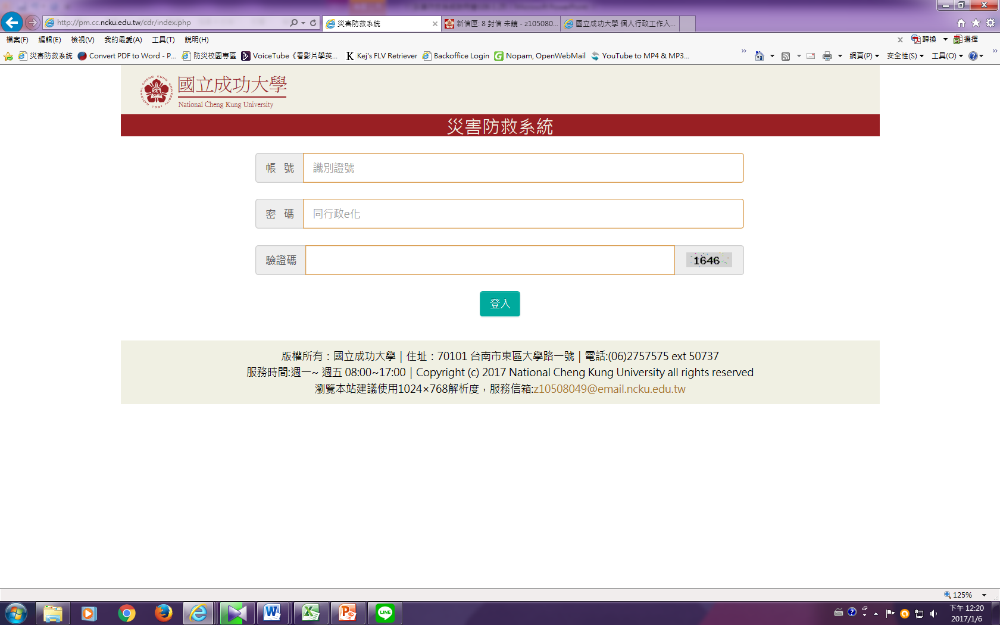 http://pm.cc.ncku.edu.tw/cdr/index.php
災害防救系統
新信匣: 8 封信 未讀 - z105080...
國立成功大學 個人行政工作入...
檔案(F) 編輯(E) 檢視(V) 我的最愛(A) 工具(T) 說明(H)
轉換 選擇
災害防救系統 Convert PDF to Word - P... 防災校園專區 VoiceTube《看影片學英... Kej's FLV Retriever Backoffice Login Nopam, OpenWebMail YouTube to MP4 & MP3...
網頁(P) 安全性(S) 工具(O)
國立成功大學
National Cheng Kung University
災害防救系統
帳 號 識別證號
密 碼 同行政e化
驗證碼 1646
登入
版權所有：國立成功大學 | 住址：70101 台南市東區大學路一號 | 電話:(06)2757575 ext 50737
服務時間:週一~ 週五 08:00~17:00 | Copyright (c) 2017 National Cheng Kung University all rights reserved
瀏覽本站建議使用1024×768解析度，服務信箱:z10508049@email.ncku.edu.tw
125%
LINE
下午 12:20
2017/1/6